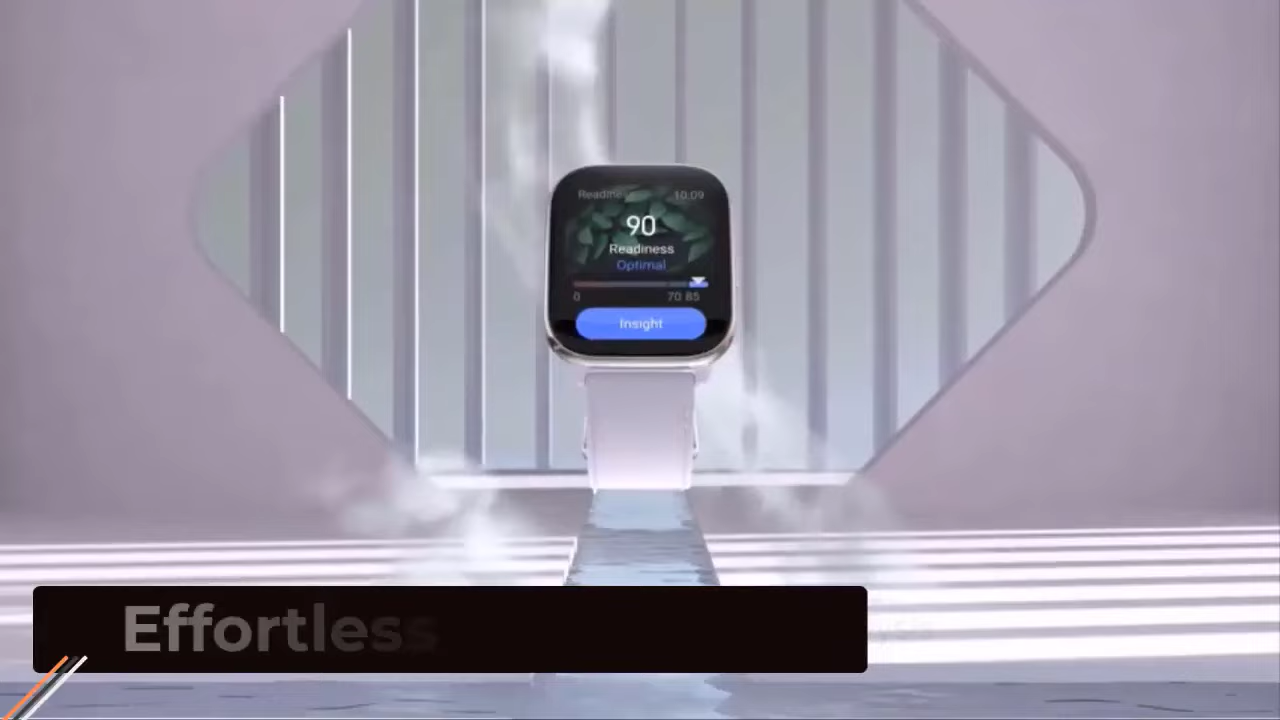 Readiness 10:09
90
Readiness
Optimal
0 70 85
Insight
Effortless